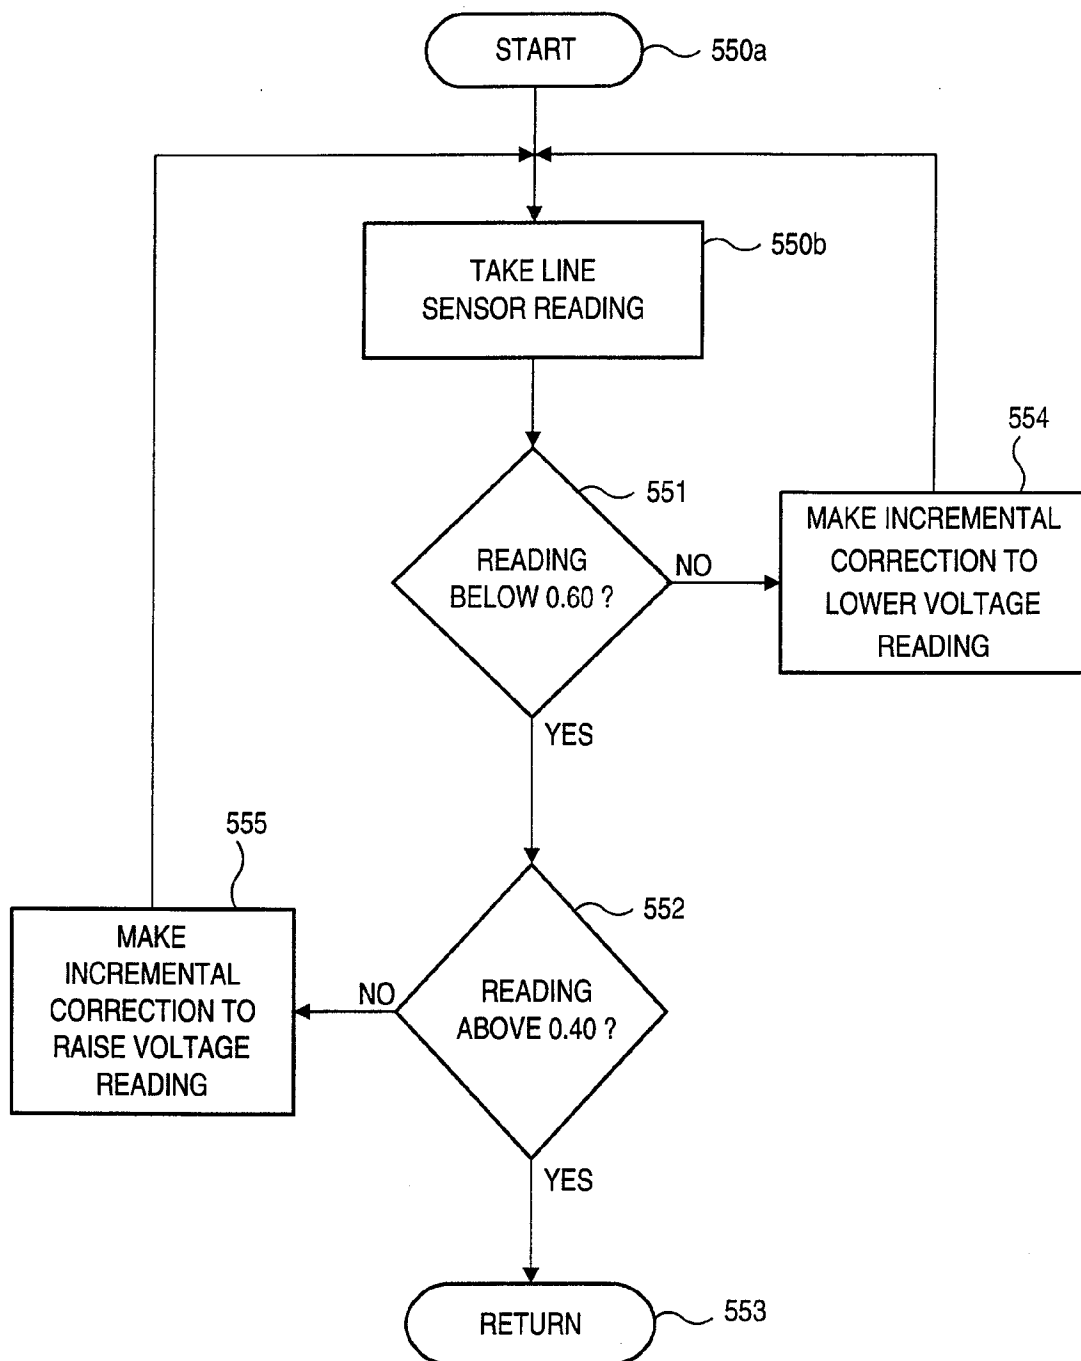 START
550a
TAKE LINE
SENSOR READING
550b
READING
BELOW 0.60 ?
551
NO
554
MAKE INCREMENTAL
CORRECTION TO
LOWER VOLTAGE
READING
YES
555
MAKE
INCREMENTAL
CORRECTION TO
RAISE VOLTAGE
READING
NO
READING
ABOVE 0.40 ?
552
YES
RETURN
553